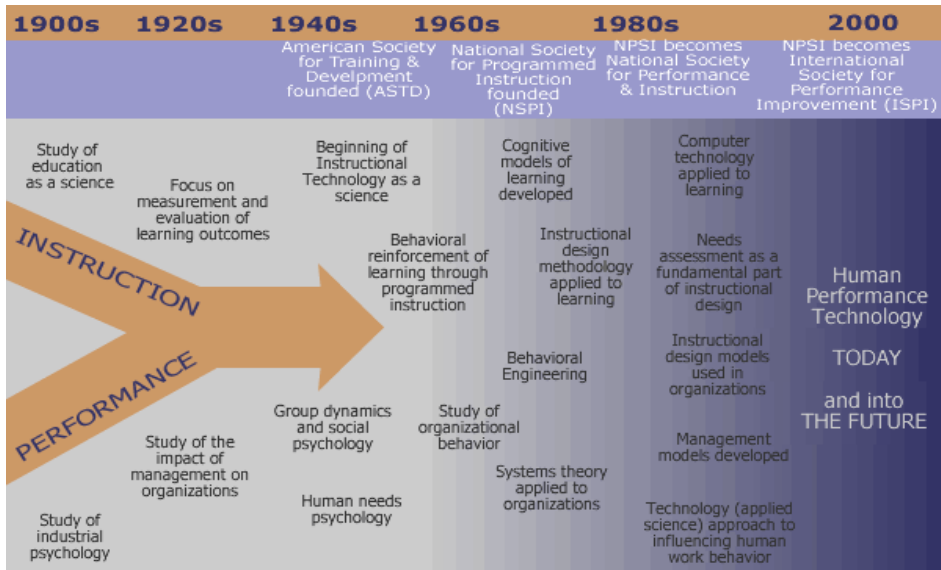 1900s
1920s
1940s
1960s
1980s
2000
American Society
for Training &
Develpment
founded (ASTD)
National Society
for Programmed
Instruction
founded
(NSPI)
NPSI becomes
National Society
for Performance
& Instruction
NPSI becomes
International
Society for
Performance
Improvement (ISPI)
Study of
education
as a science
Focus on
measurement and
evaluation of
learning outcomes
Beginning of
Instructional
Technology as a
science
Cognitive
models of
learning
developed
Computer
technology
applied to
learning
INSTRUCTION
Behavioral
reinforcement of
learning through
programmed
instruction
Instructional
design
methodology
applied to
learning
Needs
assessment as a
fundamental part
of instructional
design
Human
Performance
Technology
TODAY
and into
THE FUTURE
PERFORMANCE
Behavioral
Engineering
Instructional
design models
used in
organizations
Group dynamics
and social
psychology
Study of
organizational
behavior
Study of the
impact of
management on
organizations
Management
models developed
Systems theory
applied to
organizations
Human needs
psychology
Study of
industrial
psychology
Technology (applied
science) approach to
influencing human
work behavior